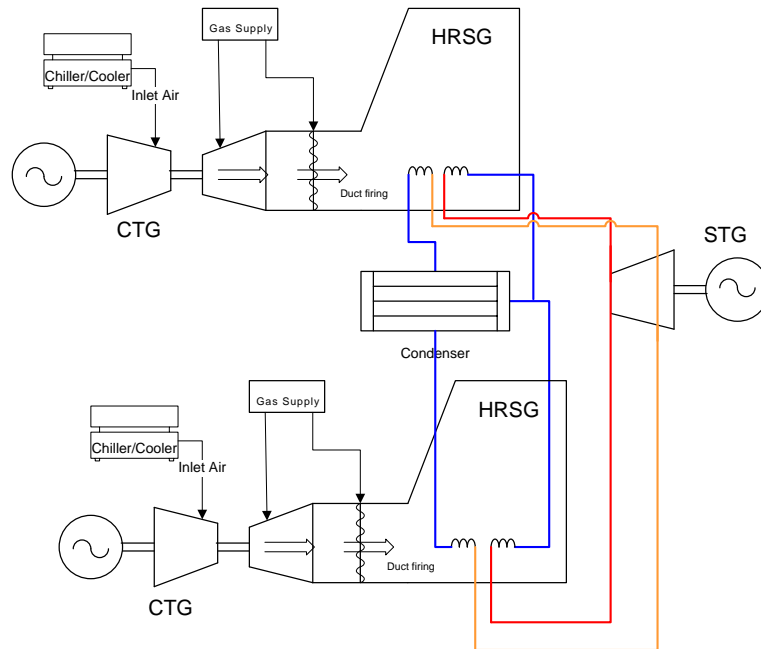 Gas Supply
HRSG
Chiller/Cooler
Inlet Air
Duct firing
CTG
STG
Condenser
Gas Supply
HRSG
Chiller/Cooler
Inlet Air
Duct firing
CTG